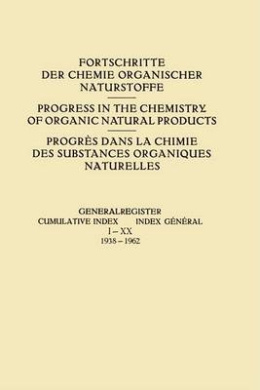 FORTSCHRITTE
DER CHEMIE ORGANISCHER
NATURSTOFFE
PROGRESS IN THE CHEMISTRY
OF ORGANIC NATURAL PRODUCTS
PROGRÈS DANS LA CHIMIE
DES SUBSTANCES ORGANIQUES
NATURELLES
GENERALREGISTER
CUMULATIVE INDEX INDEX GÉNÉRAL
I–XX
1938–1962